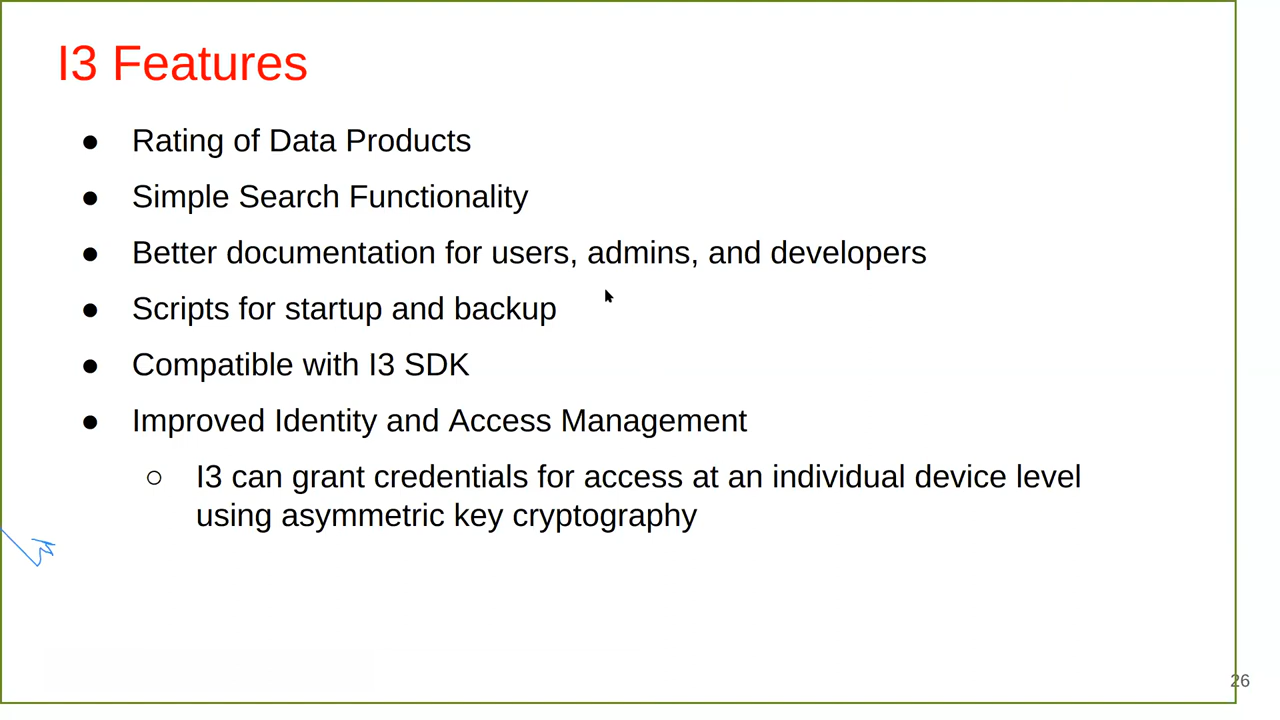 I3 Features
● Rating of Data Products
● Simple Search Functionality
● Better documentation for users, admins, and developers
● Scripts for startup and backup
● Compatible with I3 SDK
● Improved Identity and Access Management
○ I3 can grant credentials for access at an individual device level
using asymmetric key cryptography
26